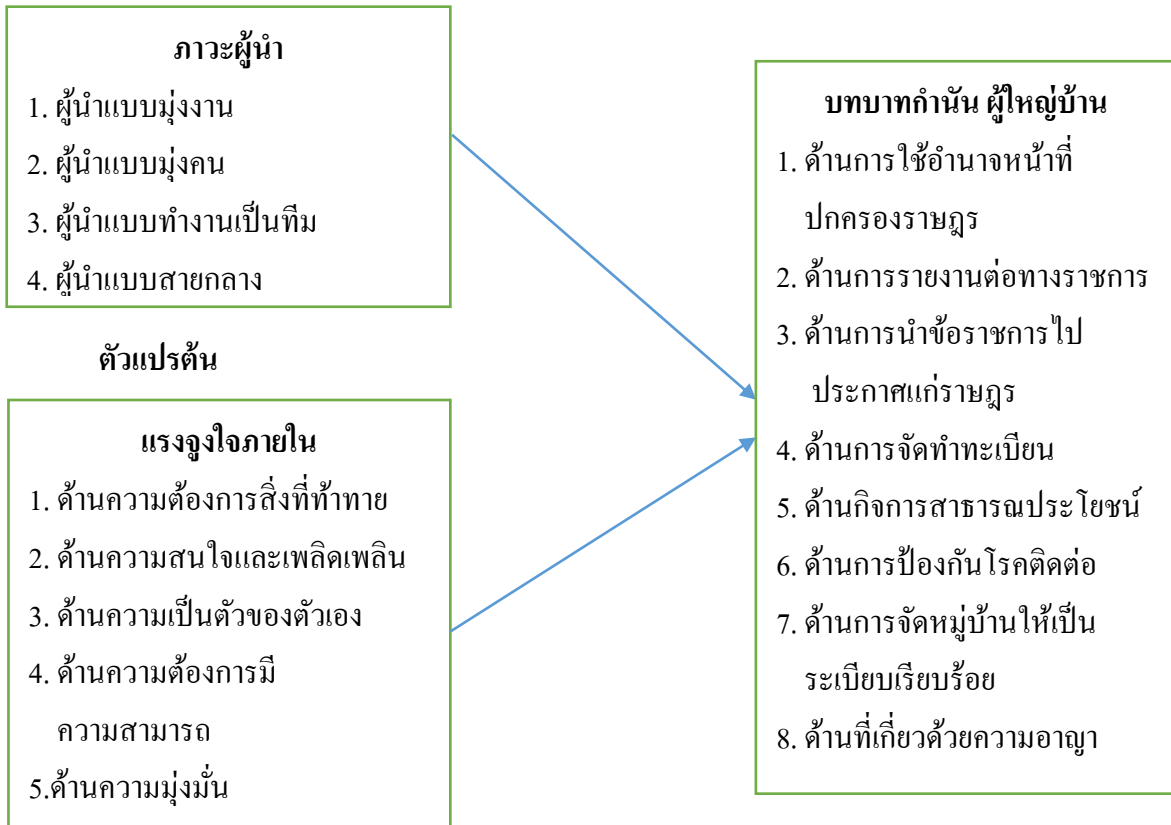 ภาวะผู้นำ
1. ผู้นำแบบมุ่งงาน
2. ผู้นำแบบมุ่งคน
3. ผู้นำแบบทำงานเป็นทีม
4. ผู้นำแบบสายกลาง
ตัวแปรต้น
แรงจูงใจภายใน
1. ด้านความต้องการสิ่งที่ท้าทาย
2. ด้านความสนใจและเพลิดเพลิน
3. ด้านความเป็นตัวของตัวเอง
4. ด้านความต้องการมี
ความสามารถ
5.ด้านความมุ่งมั่น
บทบาทกำนัน ผู้ใหญ่บ้าน
1. ด้านการใช้อำนาจหน้าที่
ปกครองราษฎร
2. ด้านการรายงานต่อทางราชการ
3. ด้านการนำข้อราชการไป
ประกาศแก่ราษฎร
4. ด้านการจัดทำทะเบียน
5. ด้านกิจการสาธารณประโยชน์
6. ด้านการป้องกันโรคติดต่อ
7. ด้านการจัดหมู่บ้านให้เป็น
ระเบียบเรียบร้อย
8. ด้านที่เกี่ยวด้วยความอาญา